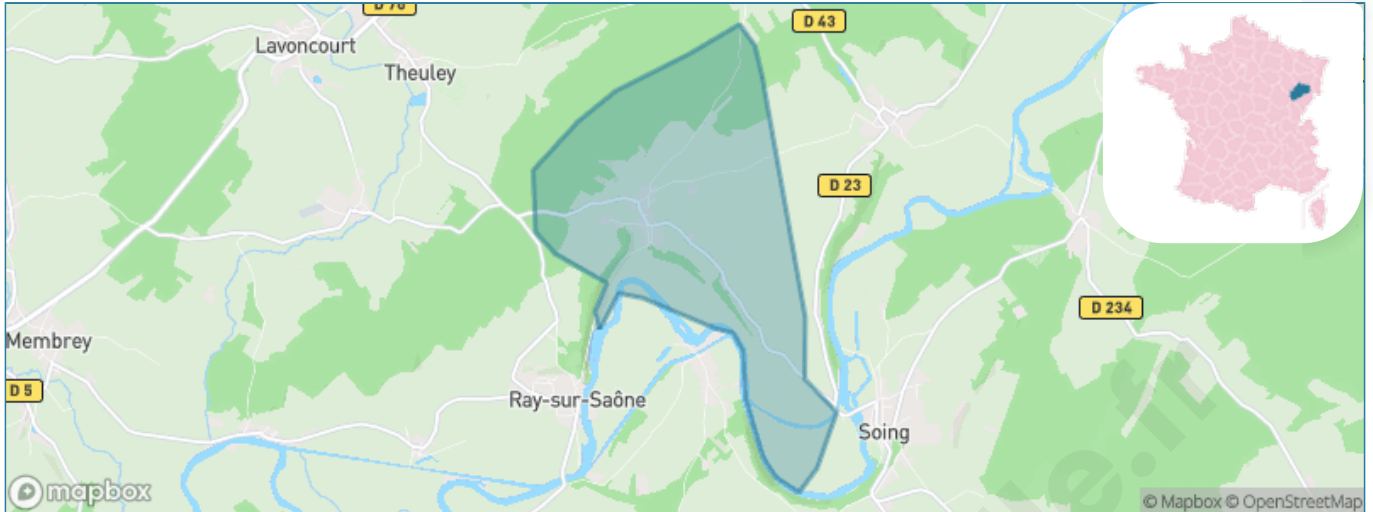 D 70
D 43
Lavoncourt
Theuley
D 23
D 234
Membrey
D 5
Ray-sur-Saône
Soing
mapbox
© Mapbox © OpenStreetMap